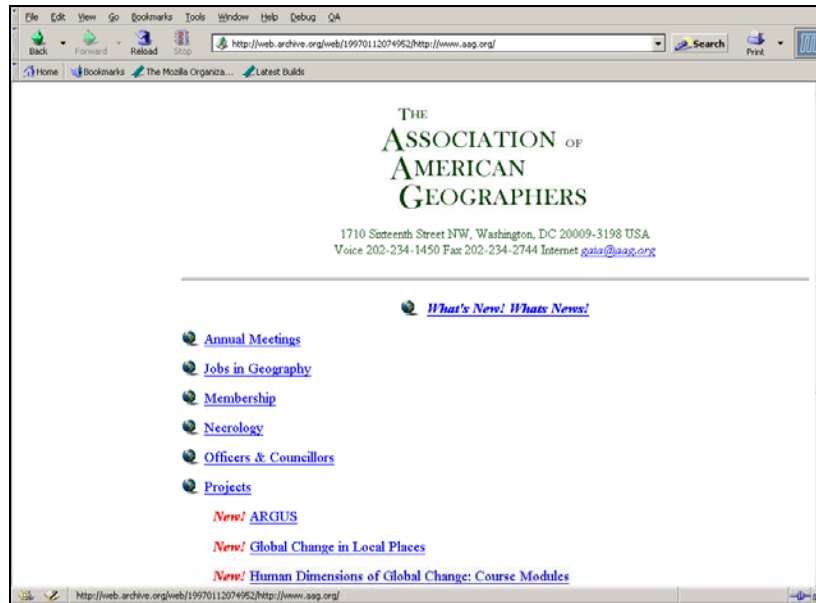 File Edit View Go Bookmarks Tools Window Help Debug QA
Back Forward Reload Stop http://web.archive.org/web/19970112074952/http://www.aag.org/ Search Print
Home Bookmarks The Mozilla Organiza... Latest Builds
THE
ASSOCIATION OF
AMERICAN
GEOGRAPHERS
1710 Sixteenth Street NW, Washington, DC 20009-3198 USA
Voice 202-234-1450 Fax 202-234-2744 Internet gaia@aag.org
What's New! Whats News!
Annual Meetings
Jobs in Geography
Membership
Necrology
Officers & Councillors
Projects
New! ARGUS
New! Global Change in Local Places
New! Human Dimensions of Global Change: Course Modules
http://web.archive.org/web/19970112074952/http://www.aag.org/